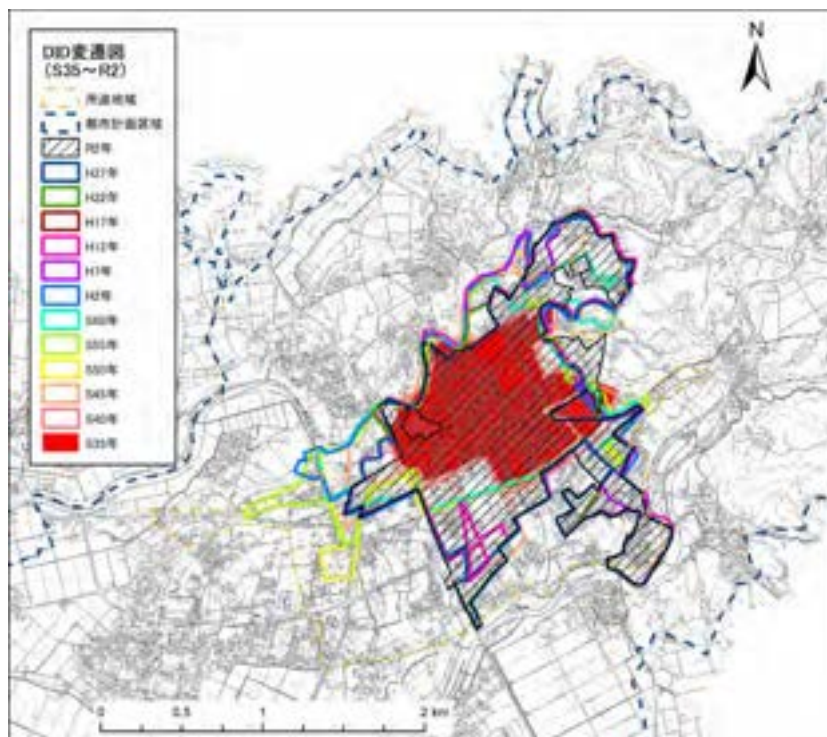 DID変遷図
(S35～R2)
用途地域
都市計画区域
R2年
H27年
H22年
H17年
H12年
H7年
H2年
S60年
S55年
S50年
S45年
S40年
S35年
N
0 0.5 1 2 km